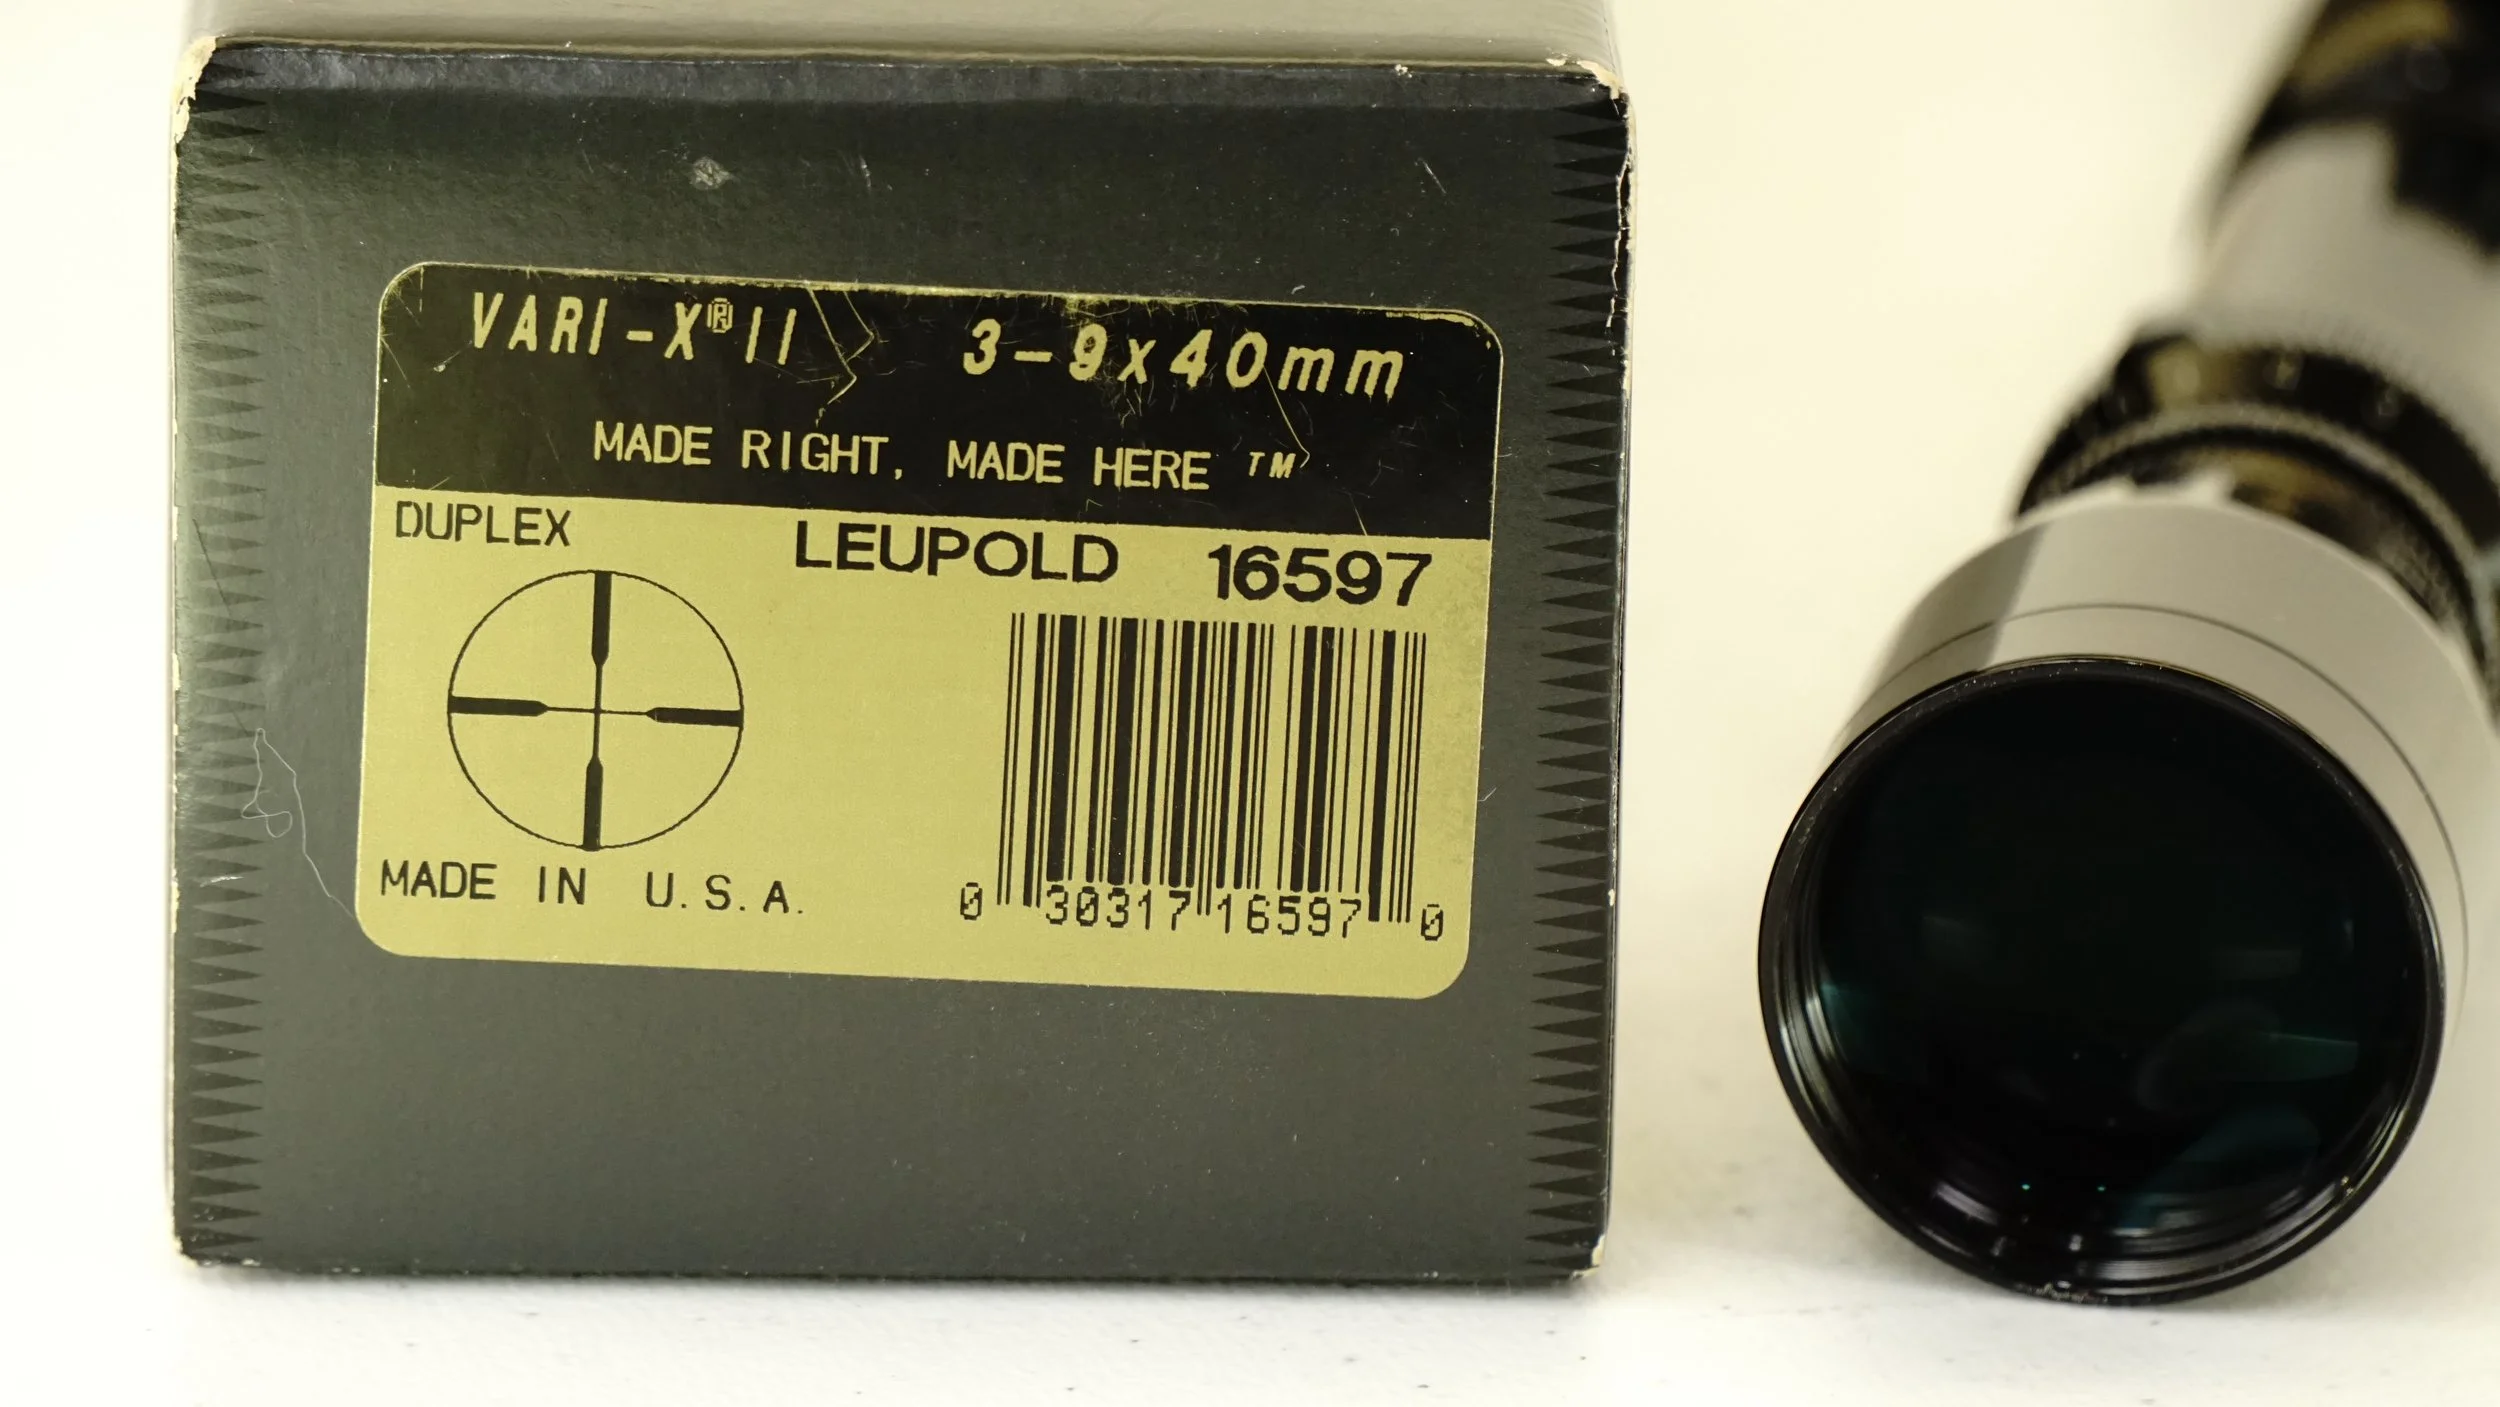 VARI-X® II 3-9x40mm
MADE RIGHT, MADE HERE ™
DUPLEX
LEUPOLD 16597
MADE IN U.S.A.
0 30317 16597 0